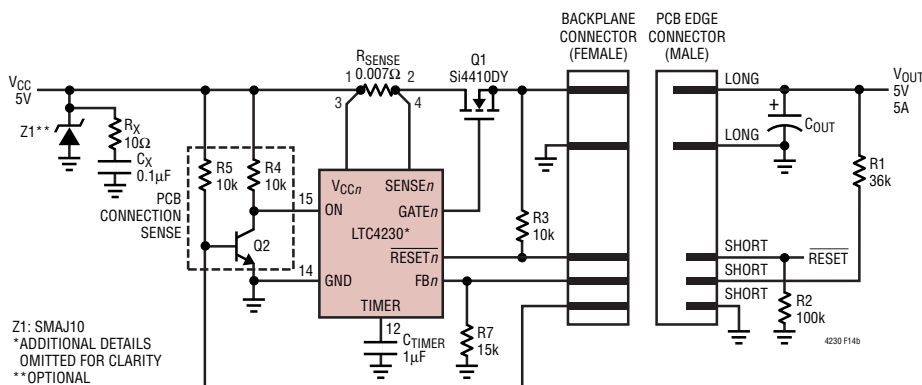 BACKPLANE
CONNECTOR
(FEMALE)
PCB EDGE
CONNECTOR
(MALE)
VCC
5V
RSENSE
0.007Ω
1
2
3
4
Q1
Si4410DY
LONG
VOUT
5V
5A
Z1**
RX
10Ω
CX
0.1µF
+
COUT
LONG
R1
36k
R5
10k
R4
10k
PCB
CONNECTION
SENSE
Q2
15
14
VCCn
SENSEn
ON
GATEn
LTC4230*
RESETn
GND
FBn
TIMER
R3
10k
SHORT
RESET
SHORT
SHORT
R2
100k
12
CTIMER
1µF
R7
15k
Z1: SMAJ10
*ADDITIONAL DETAILS
OMITTED FOR CLARITY
**OPTIONAL
4230 F14b